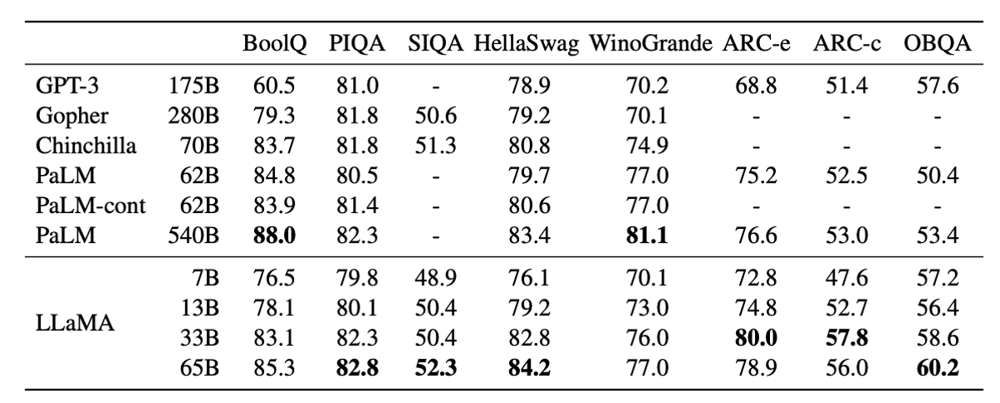 BoolQ PIQA SIQA HellaSwag WinoGrande ARC-e ARC-c OBQA
GPT-3 175B 60.5 81.0 - 78.9 70.2 68.8 51.4 57.6
Gopher 280B 79.3 81.8 50.6 79.2 70.1 - - -
Chinchilla 70B 83.7 81.8 51.3 80.8 74.9 - - -
PaLM 62B 84.8 80.5 - 79.7 77.0 75.2 52.5 50.4
PaLM-cont 62B 83.9 81.4 - 80.6 77.0 - - -
PaLM 540B 88.0 82.3 - 83.4 81.1 76.6 53.0 53.4
LLaMA
7B 76.5 79.8 48.9 76.1 70.1 72.8 47.6 57.2
13B 78.1 80.1 50.4 79.2 73.0 74.8 52.7 56.4
33B 83.1 82.3 50.4 82.8 76.0 80.0 57.8 58.6
65B 85.3 82.8 52.3 84.2 77.0 78.9 56.0 60.2